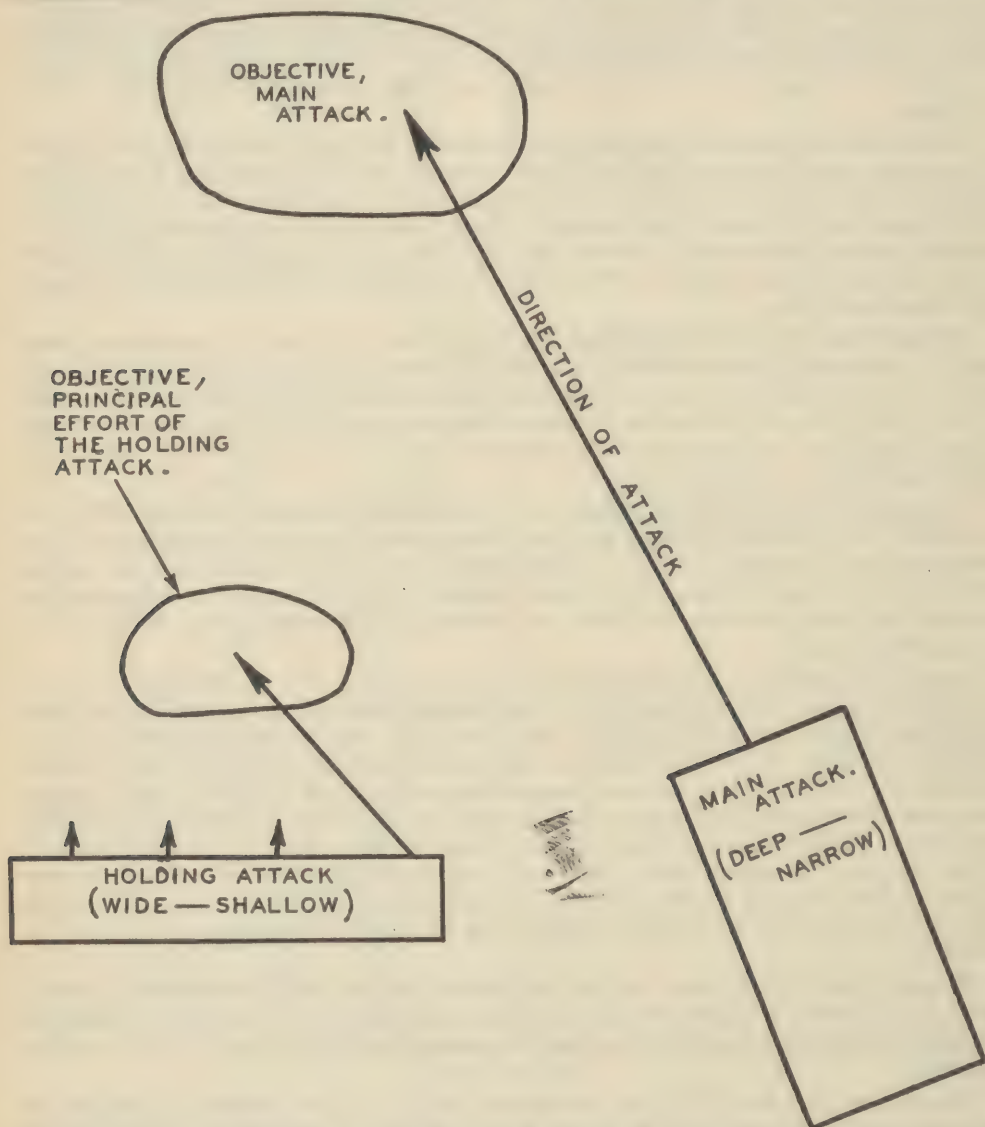 OBJECTIVE,
MAIN
ATTACK.
DIRECTION OF ATTACK
OBJECTIVE,
PRINCIPAL
EFFORT OF
THE HOLDING
ATTACK.
HOLDING ATTACK
(WIDE — SHALLOW)
MAIN
ATTACK.
(DEEP —
NARROW)